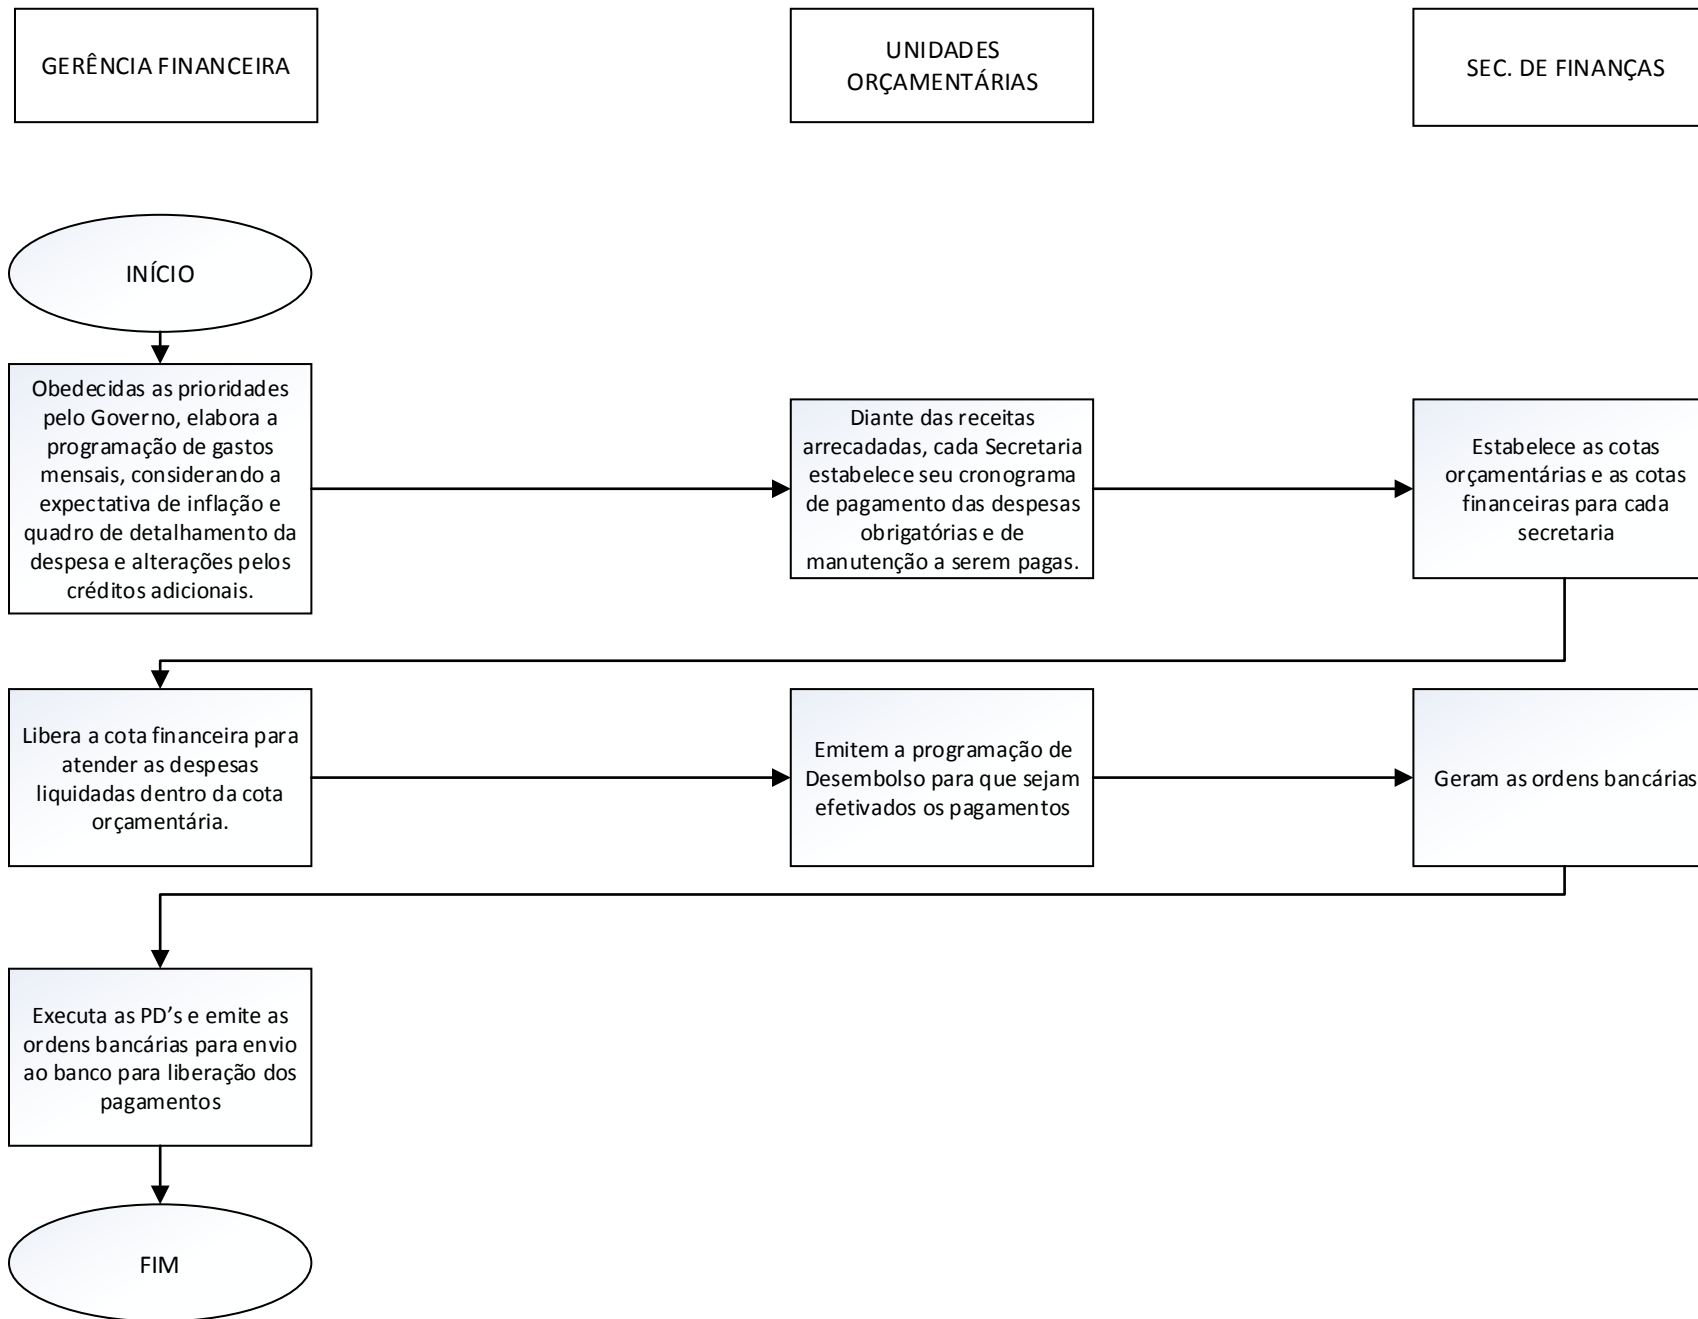 GERÊNCIA FINANCEIRA
UNIDADES
ORÇAMENTÁRIAS
SEC. DE FINANÇAS
INÍCIO
Obedecidas as prioridades
pelo Governo, elabora a
programação de gastos
mensais, considerando a
expectativa de inflação e
quadro de detalhamento da
despesa e alterações pelos
créditos adicionais.
Diante das receitas
arrecadadas, cada Secretaria
estabelece seu cronograma
de pagamento das despesas
obrigatórias e de
manutenção a serem pagas.
Estabelece as cotas
orçamentárias e as cotas
financeiras para cada
secretaria
Libera a cota financeira para
atender as despesas
liquidadas dentro da cota
orçamentária.
Emitem a programação de
Desembolso para que sejam
efetivados os pagamentos
Geram as ordens bancárias
Executa as PD’s e emite as
ordens bancárias para envio
ao banco para liberação dos
pagamentos
FIM